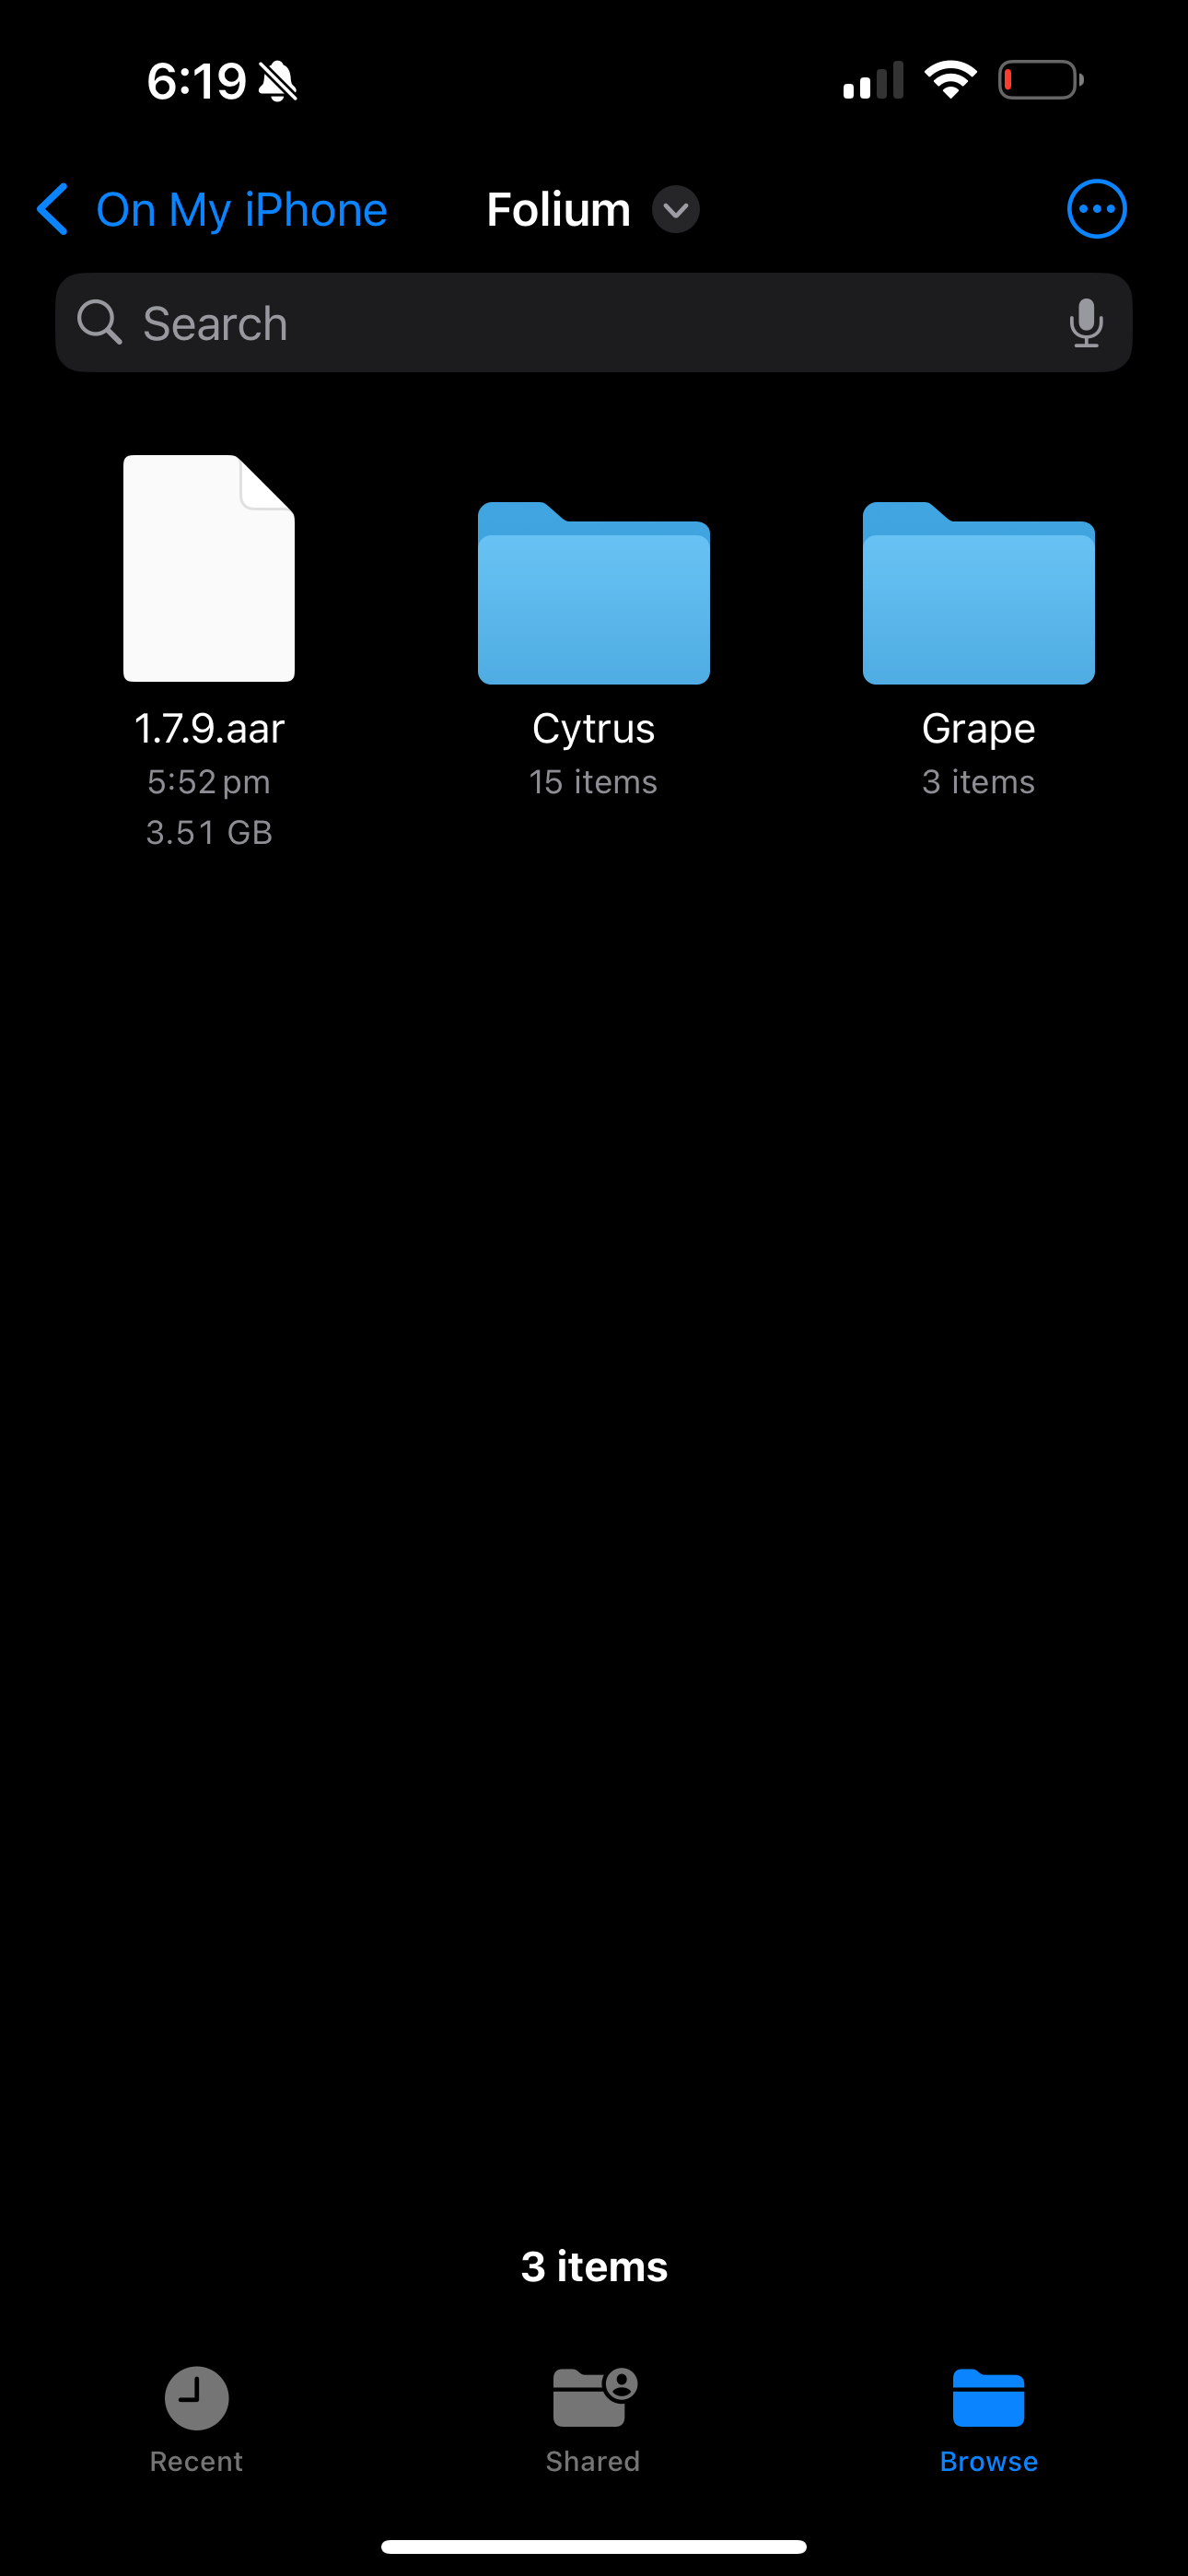 6:19
On My iPhone
Folium
Search
1.7.9.aar
5:52 pm
3.51 GB
Cytrus
15 items
Grape
3 items
3 items
Recent
Shared
Browse